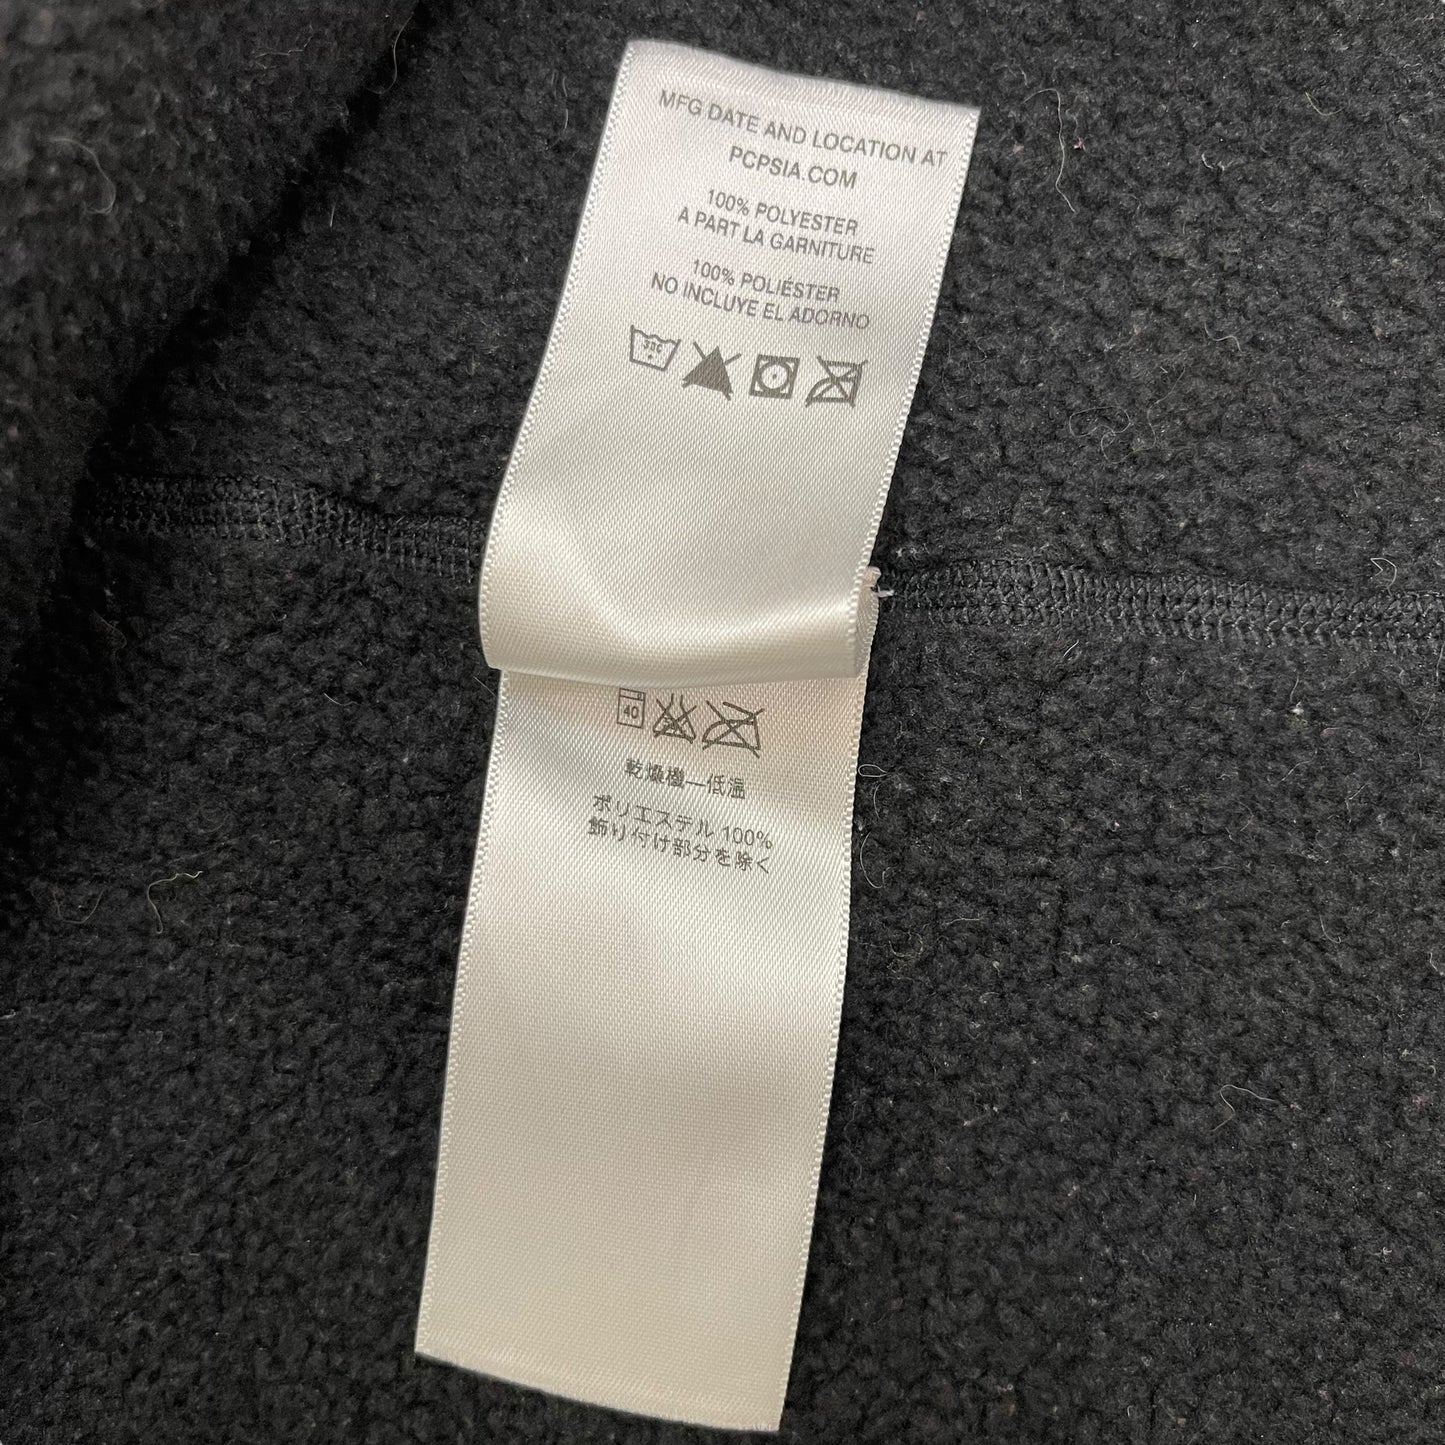 MFG DATE AND LOCATION AT
PCPSIA.COM
100% POLYESTER
A PART LA GARNITURE
100% POLIÉSTER
NO INCLUYE EL ADORNO
30C
40
乾燥機—低温
ポリエステル 100%
飾り付け部分を除く